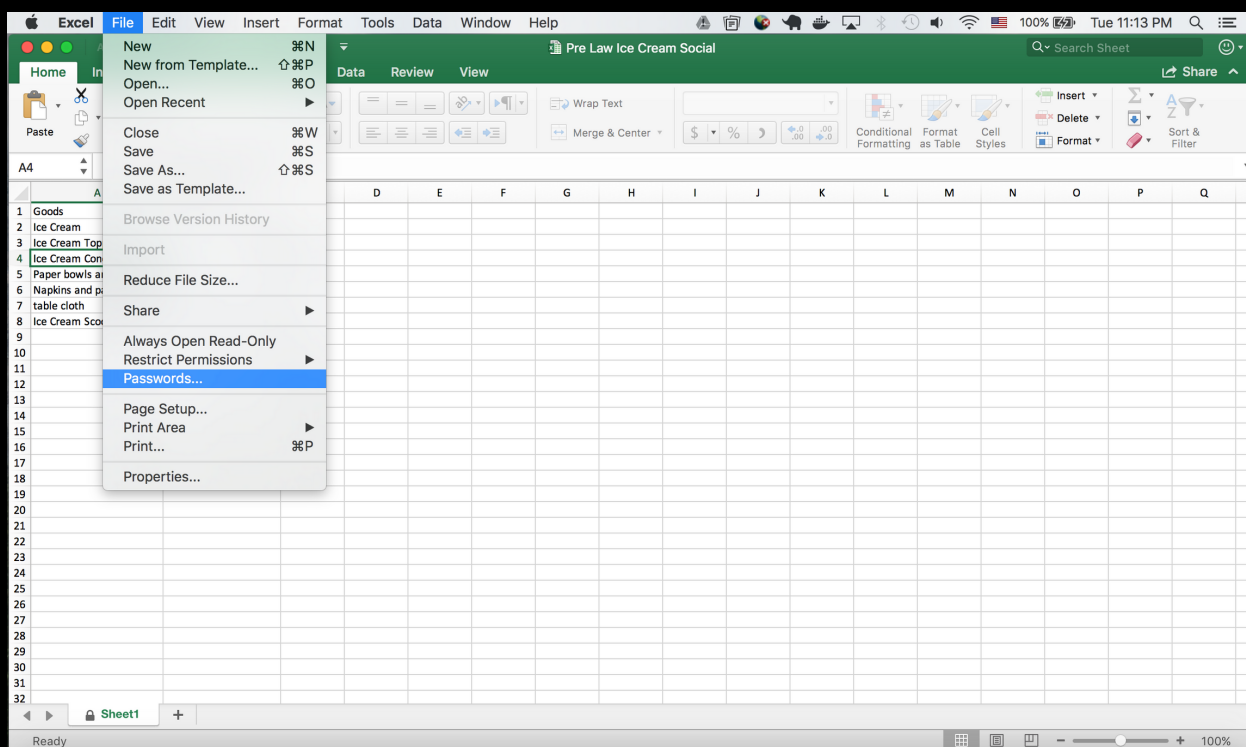 Excel File Edit View Insert Format Tools Data Window Help 100% Tue 11:13 PM
Pre Law Ice Cream Social
Search Sheet
Home In Data Review View Share
New ⌘N
New from Template... ⇧⌘P
Open... ⌘O
Open Recent ▶
Close ⌘W
Save ⌘S
Save As... ⇧⌘S
Save as Template...
Browse Version History
Import
Reduce File Size...
Share ▶
Always Open Read-Only
Restrict Permissions ▶
Passwords...
Page Setup...
Print Area ▶
Print... ⌘P
Properties...
Paste
Wrap Text
Merge & Center
$ % .0 .00 .00 .0
Conditional Formatting
Format as Table
Cell Styles
Insert
Delete
Format
Sort & Filter
A4
A D E F G H I J K L M N O P Q
1 Goods
2 Ice Cream
3 Ice Cream Top
4 Ice Cream Con
5 Paper bowls a
6 Napkins and p
7 table cloth
8 Ice Cream Sco
9
10
11
12
13
14
15
16
17
18
19
20
21
22
23
24
25
26
27
28
29
30
31
32
Sheet1 +
Ready
100%